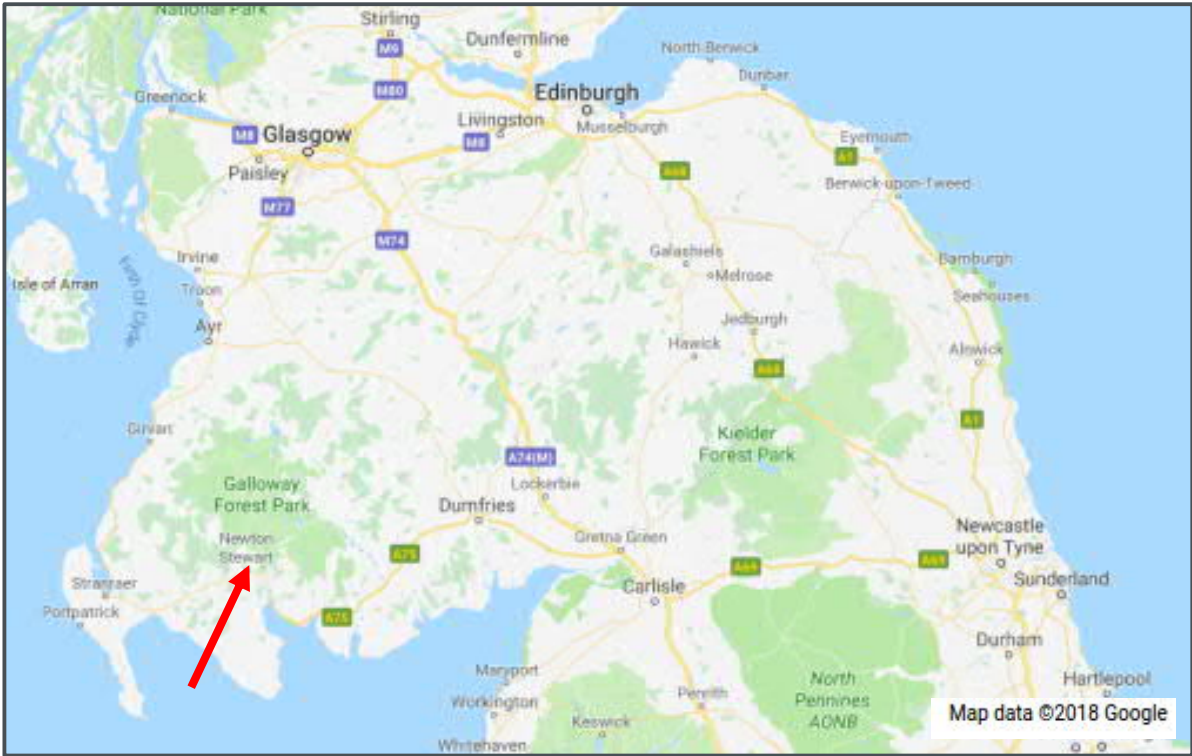 National Park
Stirling
M9
Dunfermline
North Berwick
Dunbar
Greenock
M80
Edinburgh
Livingston
Musselburgh
M8
Glasgow
M8
Paisley
Eyemouth
A1
A68
Berwick-upon-Tweed
M77
M74
Galashiels
Melrose
Irvine
Bamburgh
Isle of Arran
Firth Of Clyde
Troon
Seahouses
Ayr
Jedburgh
Hawick
Alnwick
A68
A1
Girvan
Kielder
Forest Park
A74(M)
Lockerbie
Galloway
Forest Park
Dumfries
Newton
Stewart
Gretna Green
Newcastle
upon Tyne
A75
A69
A69
Stranraer
Carlisle
Sunderland
Portpatrick
A75
Durham
Maryport
North
Pennines
AONB
Hartlepool
Workington
Penrith
Keswick
Map data ©2018 Google
Whitehaven